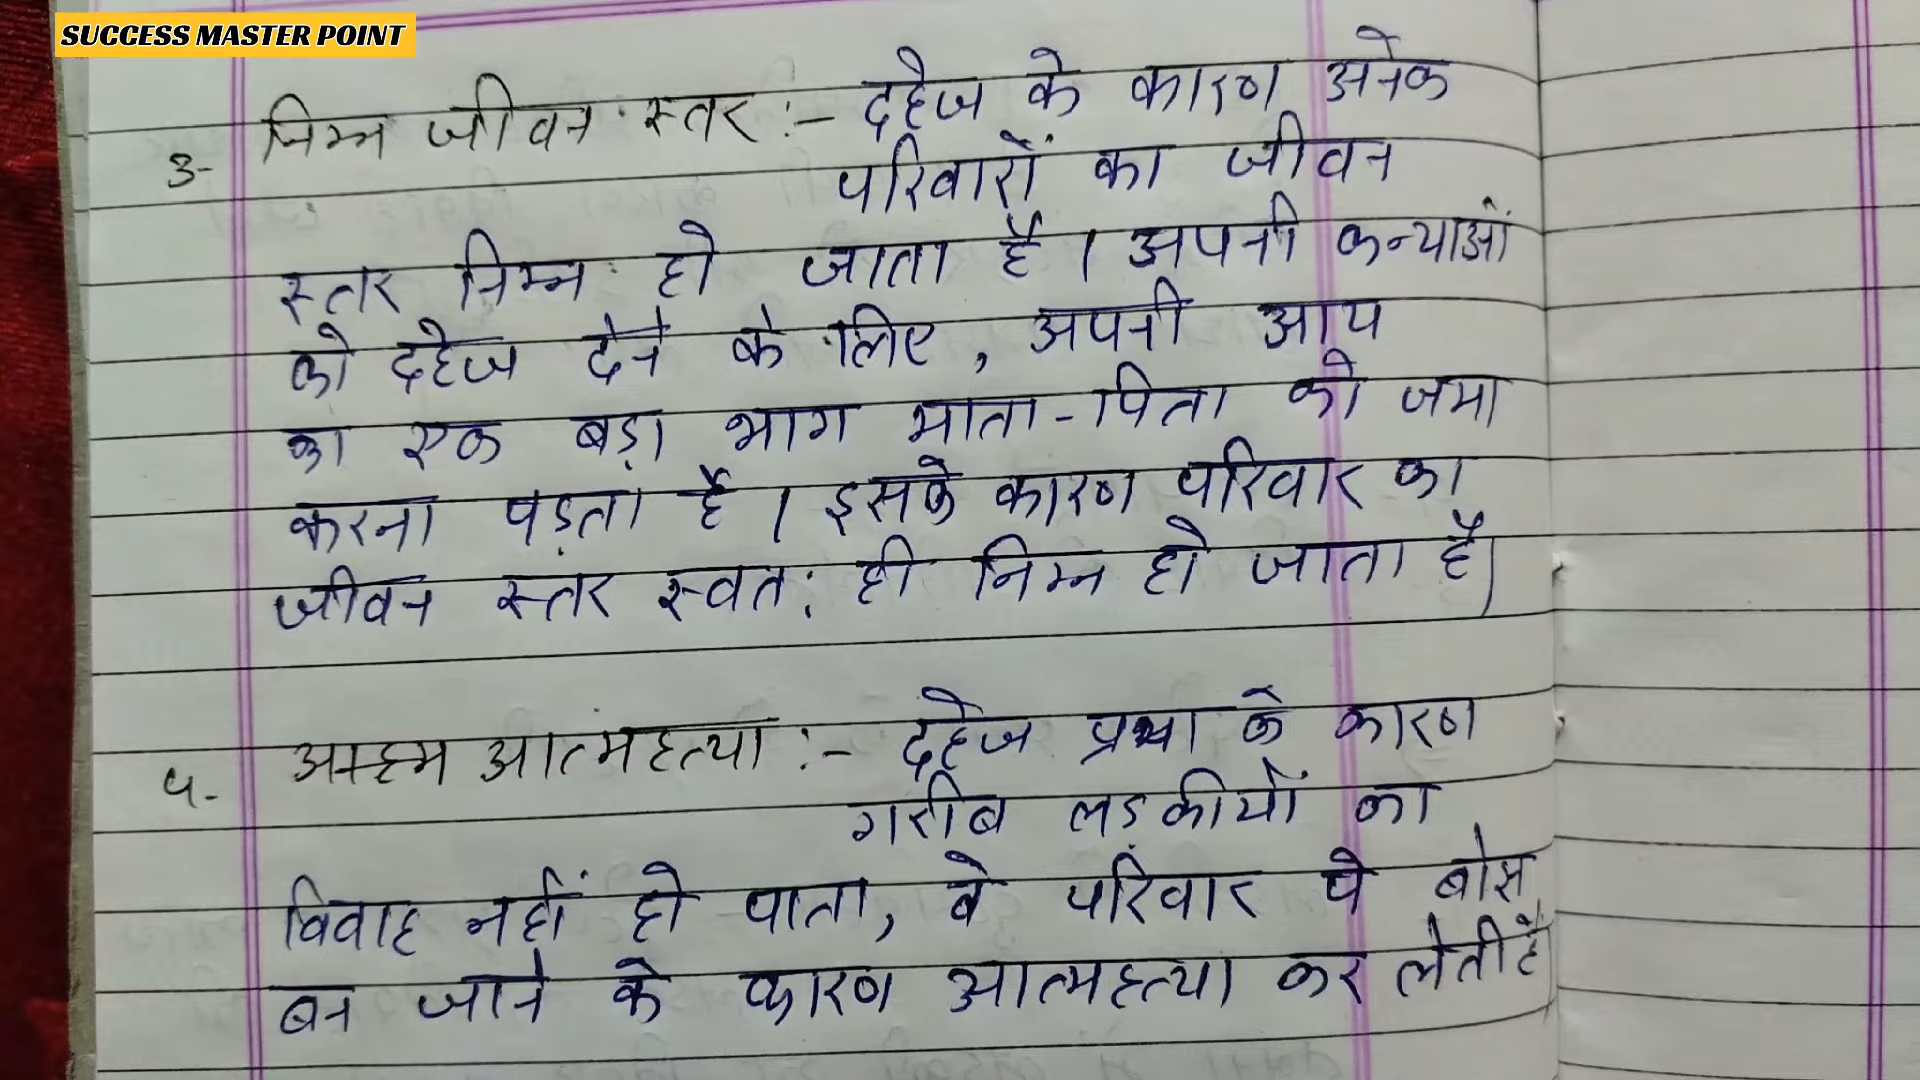 SUCCESS MASTER POINT
3- निम्न जीवन स्तर :- दहेज के कारण अनेक
परिवारों का जीवन
स्तर निम्न हो जाता है । अपनी कन्याओं
को दहेज देने के लिए , अपनी आय
का एक बड़ा भाग माता-पिता को जमा
करना पड़ता है । इसके कारण परिवार का
जीवन स्तर स्वत: ही निम्न हो जाता है।
4- आत्महत्या :- दहेज प्रथा के कारण
गरीब लड़कीयों का
विवाह नहीं हो पाता, वे परिवार पे बोझ
बन जाने के कारण आत्महत्या कर लेती है